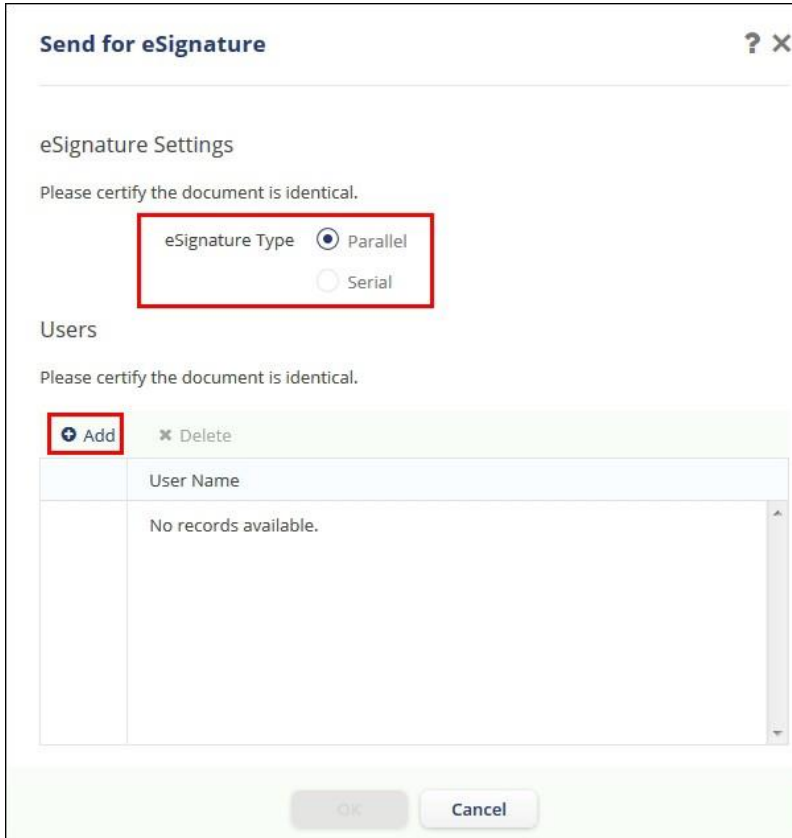 Send for eSignature ? ×
eSignature Settings
Please certify the document is identical.
eSignature Type Parallel
Serial
Users
Please certify the document is identical.
Add Delete
User Name
No records available.
OK Cancel